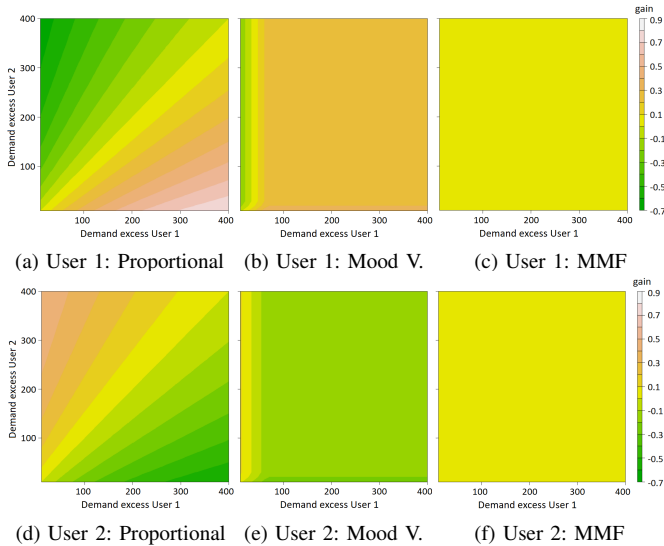 gain
400
300
200
100
Demand excess User 2
100 200 300 400
Demand excess User 1
100 200 300 400
Demand excess User 1
100 200 300 400
Demand excess User 1
0.9
0.7
0.5
0.3
0.1
-0.1
-0.3
-0.5
-0.7
(a) User 1: Proportional (b) User 1: Mood V. (c) User 1: MMF
gain
400
300
200
100
Demand excess User 2
100 200 300 400
Demand excess User 1
100 200 300 400
Demand excess User 1
100 200 300 400
Demand excess User 1
0.9
0.7
0.5
0.3
0.1
-0.1
-0.3
-0.5
-0.7
(d) User 2: Proportional (e) User 2: Mood V. (f) User 2: MMF